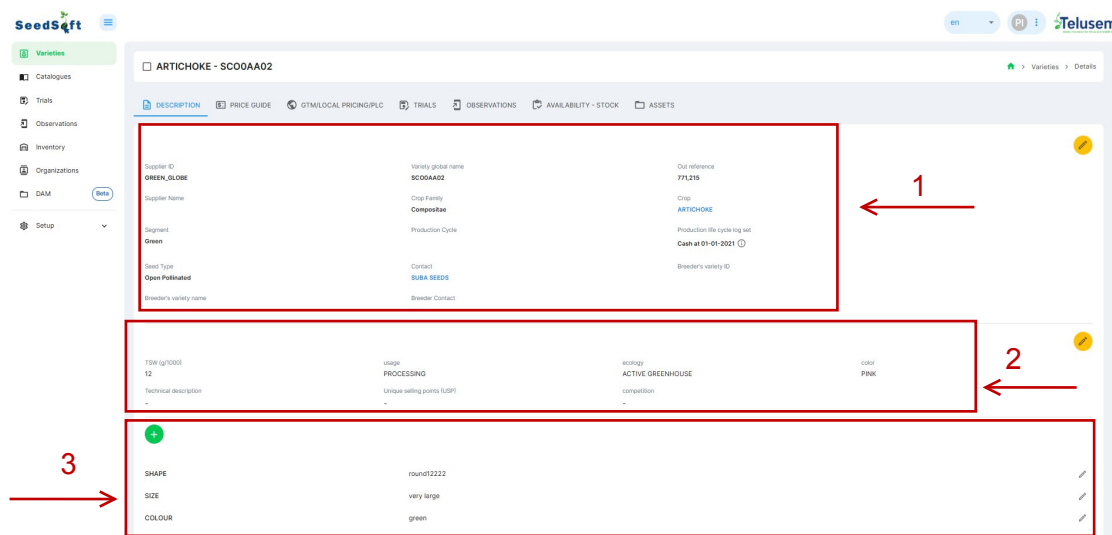 SeedSoft
en
PI
Telusem
Varieties
Catalogues
Trials
Observations
Inventory
Organizations
DAM Beta
Setup
ARTICHOKE - SCO0AA02
Varieties > Details
DESCRIPTION PRICE GUIDE GTM/LOCAL PRICING/PLC TRIALS OBSERVATIONS AVAILABILITY - STOCK ASSETS
1
Supplier ID Variety global name Out reference
GREEN_GLOBE SCO0AA02 771,215
Supplier Name Crop Family Crop
Compositae ARTICHOKE
Segment Production Cycle Production life cycle log set
Green Cash at 01-01-2021
Seed Type Contact Breeder's variety ID
Open Pollinated SUBA SEEDS
Breeder's variety name Breeder Contact
2
TSW (g/1000) usage ecology color
12 PROCESSING ACTIVE GREENHOUSE PINK
Technical description Unique selling points (USP) competition
- - -
3
SHAPE round12222
SIZE very large
COLOUR green